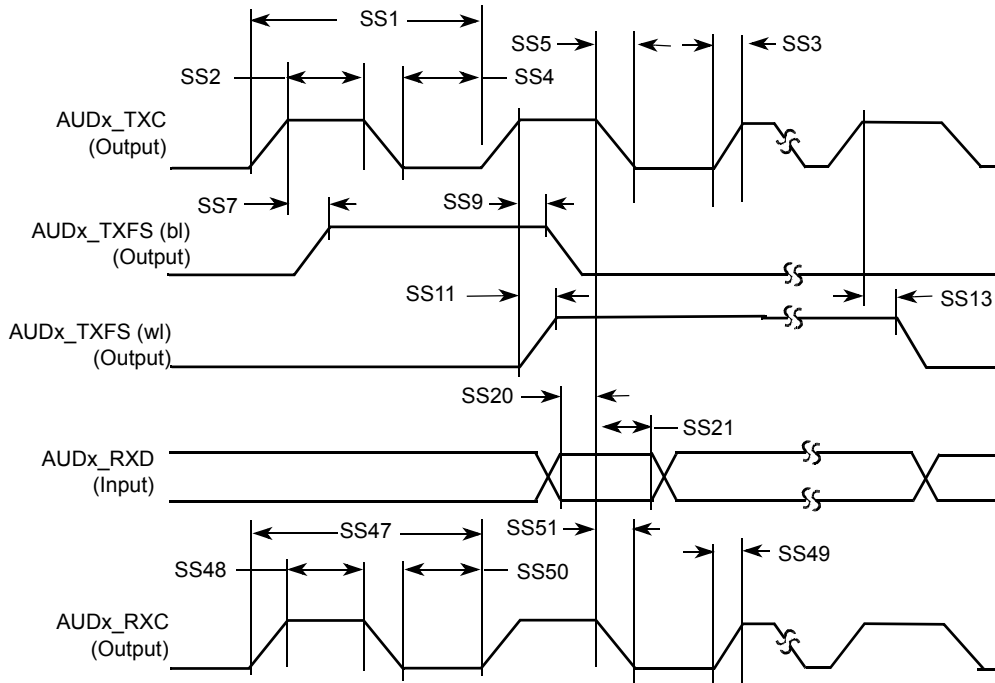 SS1
SS5
SS3
SS2
SS4
AUDx_TXC
(Output)
SS7
SS9
AUDx_TXFS (bl)
(Output)
SS11
SS13
AUDx_TXFS (wl)
(Output)
SS20
SS21
AUDx_RXD
(Input)
SS47
SS51
SS49
SS48
SS50
AUDx_RXC
(Output)